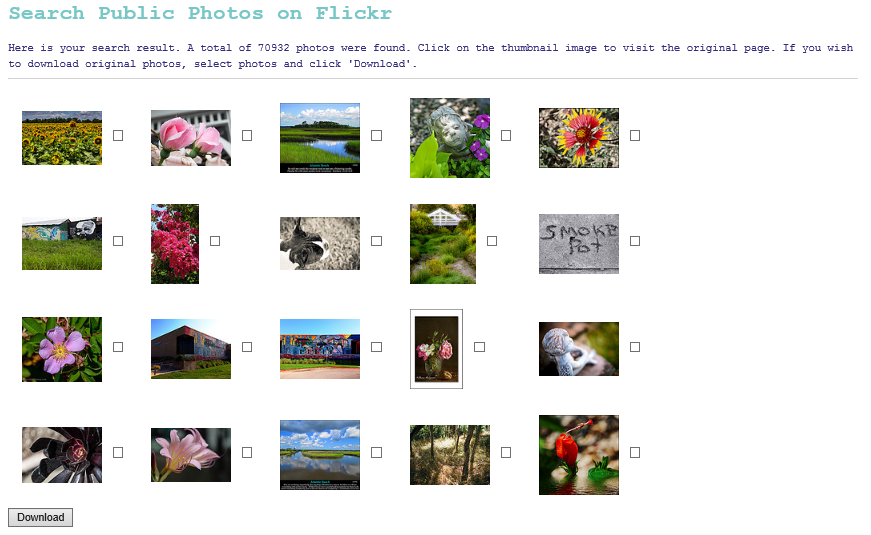 Search Public Photos on Flickr
Here is your search result. A total of 70932 photos were found. Click on the thumbnail image to visit the original page. If you wish
to download original photos, select photos and click 'Download'.
SMOKE
POT
Download